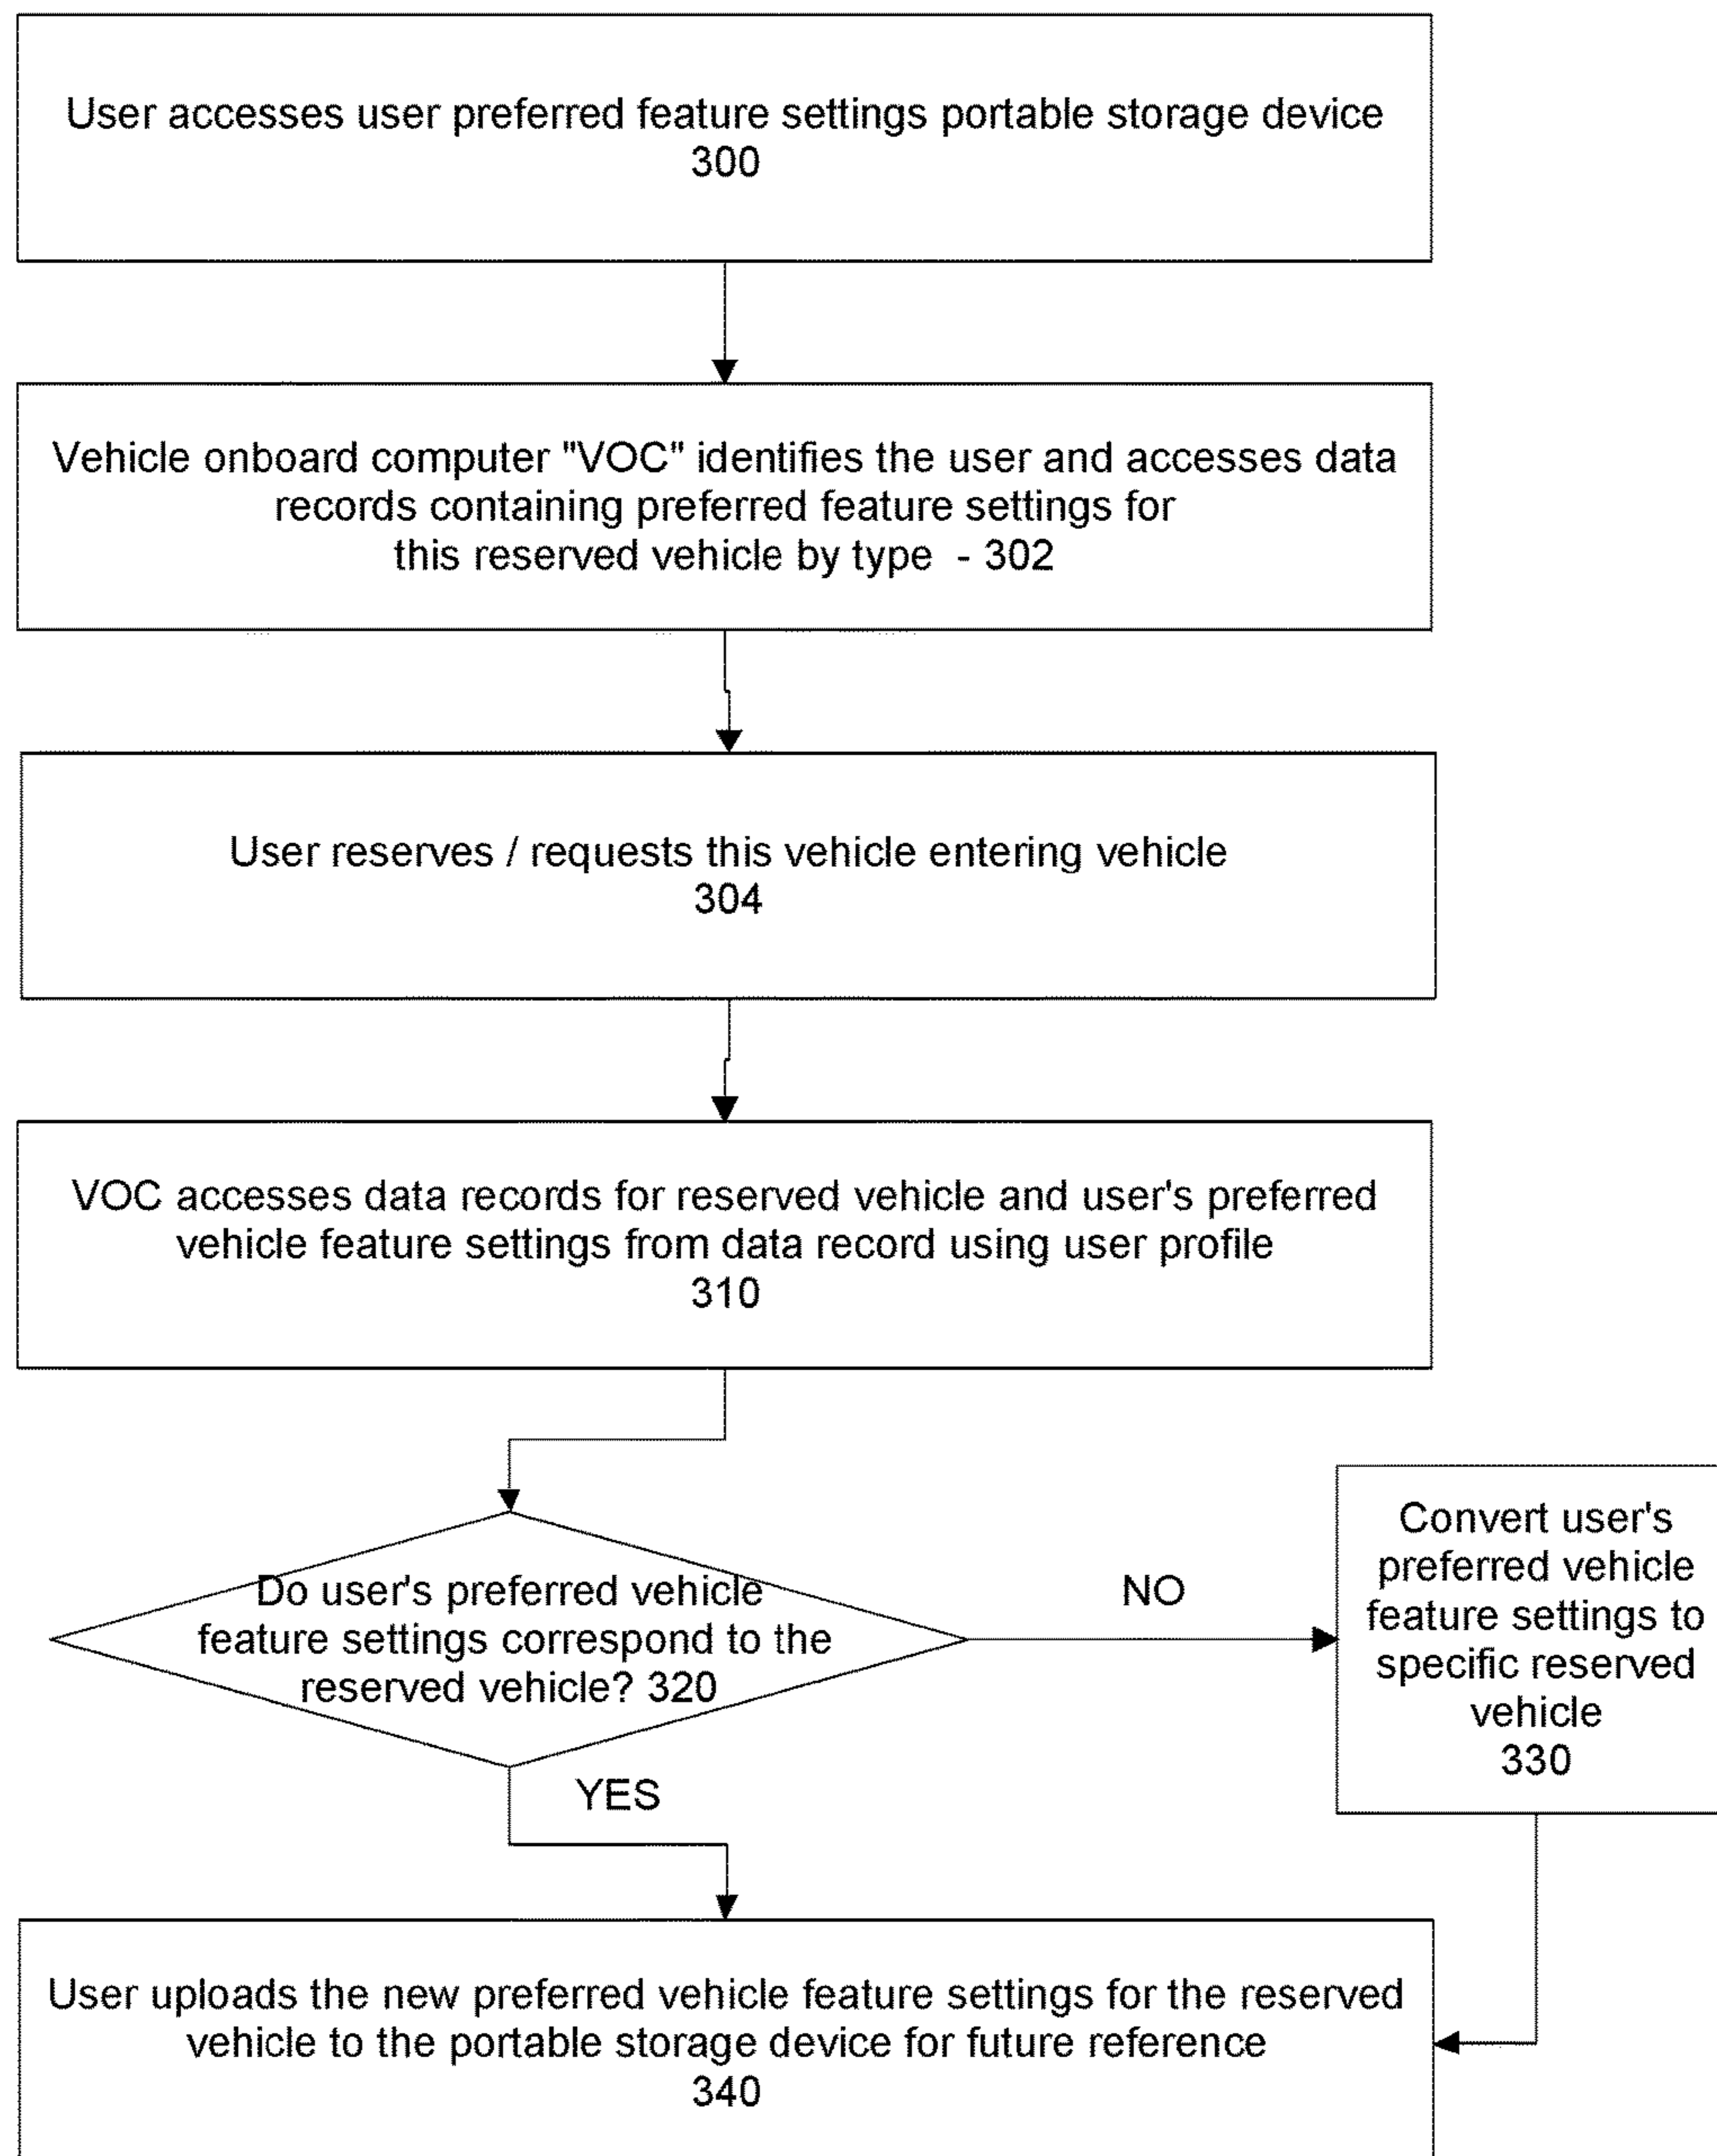 User accesses user preferred feature settings portable storage device
300
Vehicle onboard computer "VOC" identifies the user and accesses data
records containing preferred feature settings for
this reserved vehicle by type - 302
User reserves / requests this vehicle entering vehicle
304
VOC accesses data records for reserved vehicle and user's preferred
vehicle feature settings from data record using user profile
310
Do user's preferred vehicle
feature settings correspond to the
reserved vehicle? 320
NO
Convert user's
preferred vehicle
feature settings to
specific reserved
vehicle
330
YES
User uploads the new preferred vehicle feature settings for the reserved
vehicle to the portable storage device for future reference
340